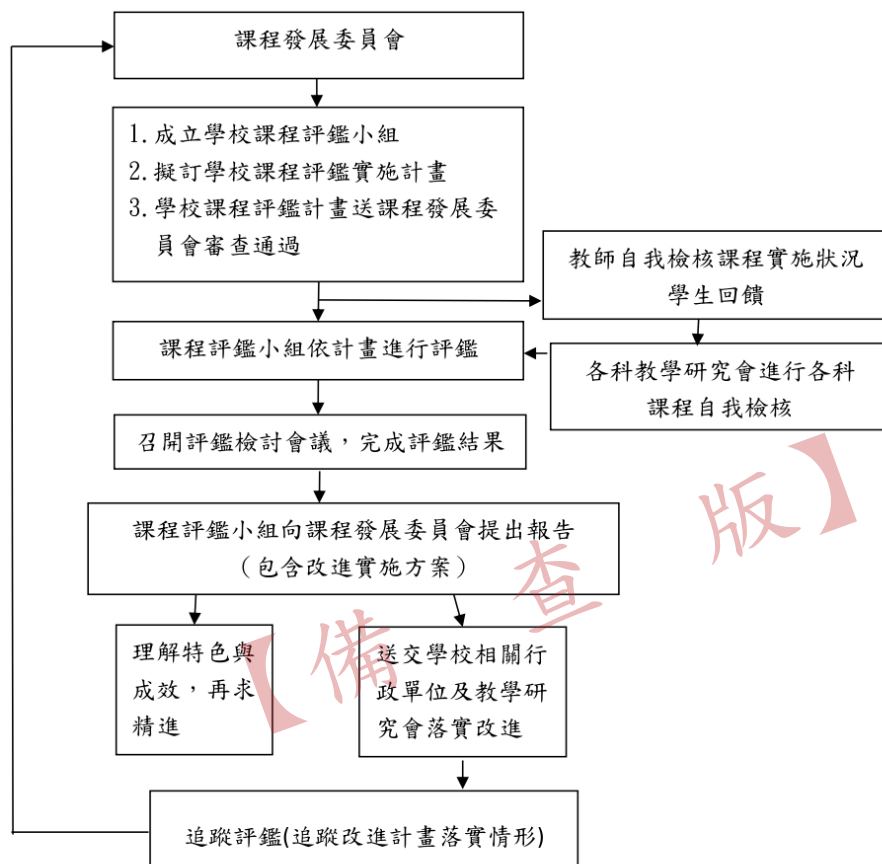 課程發展委員會
1. 成立學校課程評鑑小組
2. 擬訂學校課程評鑑實施計畫
3. 學校課程評鑑計畫送課程發展委
員會審查通過
教師自我檢核課程實施狀況
學生回饋
課程評鑑小組依計畫進行評鑑
各科教學研究會進行各科
課程自我檢核
召開評鑑檢討會議，完成評鑑結果
課程評鑑小組向課程發展委員會提出報告
（包含改進實施方案）
理解特色與
成效，再求
精進
送交學校相關行
政單位及教學研
究會落實改進
追蹤評鑑(追蹤改進計畫落實情形)
【備查版】